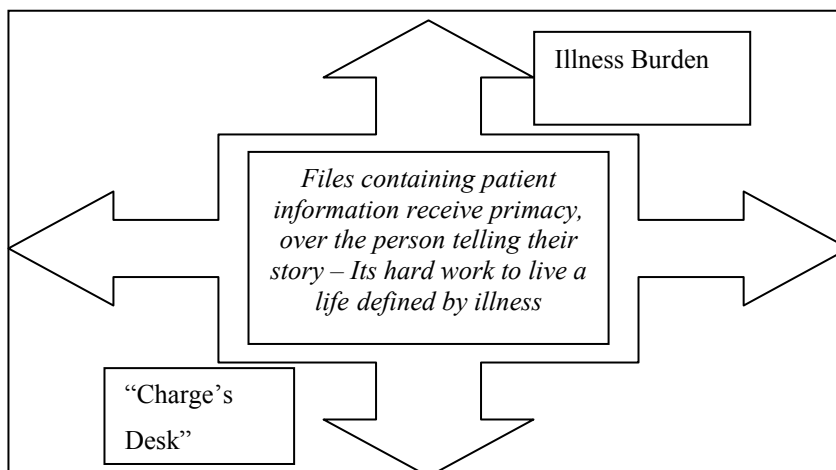 Illness Burden
Files containing patient
information receive primacy,
over the person telling their
story – Its hard work to live a
life defined by illness
“Charge’s
Desk”